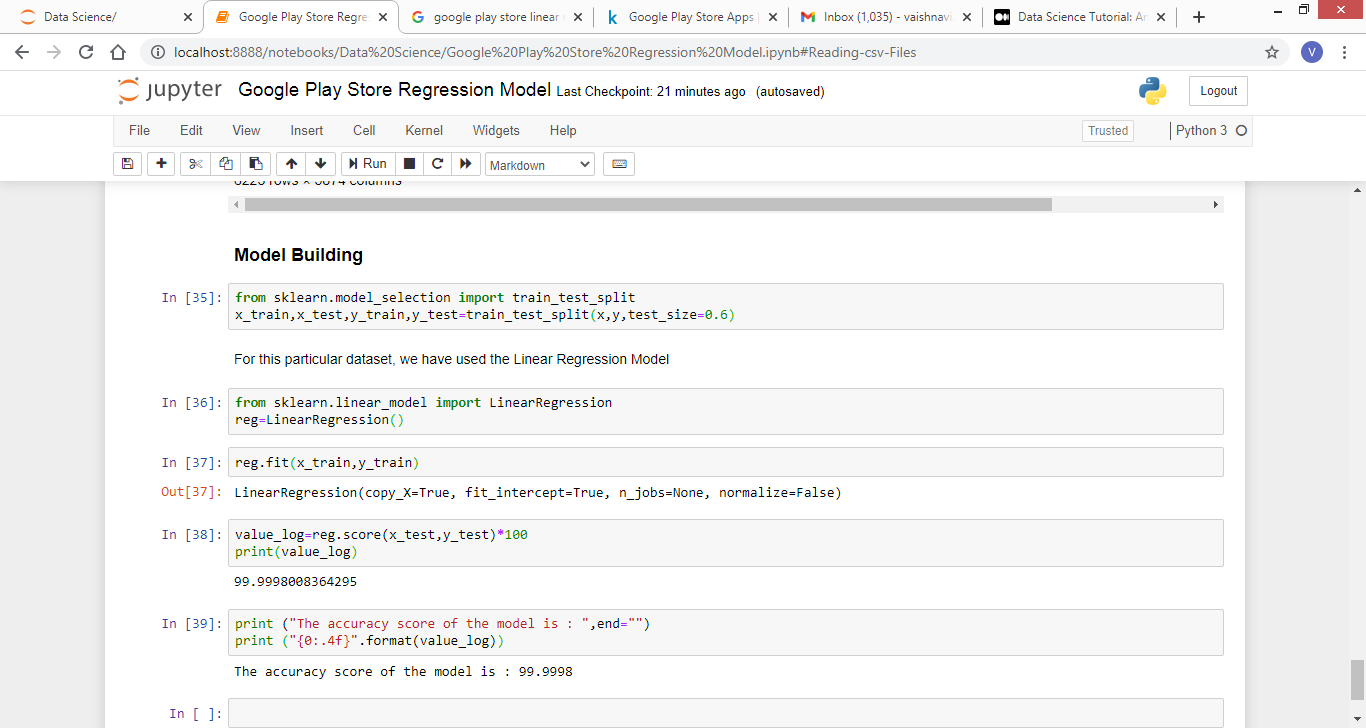 Data Science/
Google Play Store Regre
google play store linear
Google Play Store Apps
Inbox (1,035) - vaishnav
Data Science Tutorial: A
localhost:8888/notebooks/Data%20Science/Google%20Play%20Store%20Regression%20Model.ipynb#Reading-csv-Files
V
jupyter Google Play Store Regression Model Last Checkpoint: 21 minutes ago (autosaved)
Logout
File Edit View Insert Cell Kernel Widgets Help
Trusted
Python 3
Run
Markdown
columns
Model Building
In [35]: from sklearn.model_selection import train_test_split
x_train,x_test,y_train,y_test=train_test_split(x,y,test_size=0.6)
For this particular dataset, we have used the Linear Regression Model
In [36]: from sklearn.linear_model import LinearRegression
reg=LinearRegression()
In [37]: reg.fit(x_train,y_train)
Out[37]: LinearRegression(copy_X=True, fit_intercept=True, n_jobs=None, normalize=False)
In [38]: value_log=reg.score(x_test,y_test)*100
print(value_log)
99.9998008364295
In [39]: print ("The accuracy score of the model is : ",end="")
print ("{0:.4f}".format(value_log))
The accuracy score of the model is : 99.9998
In [ ]: